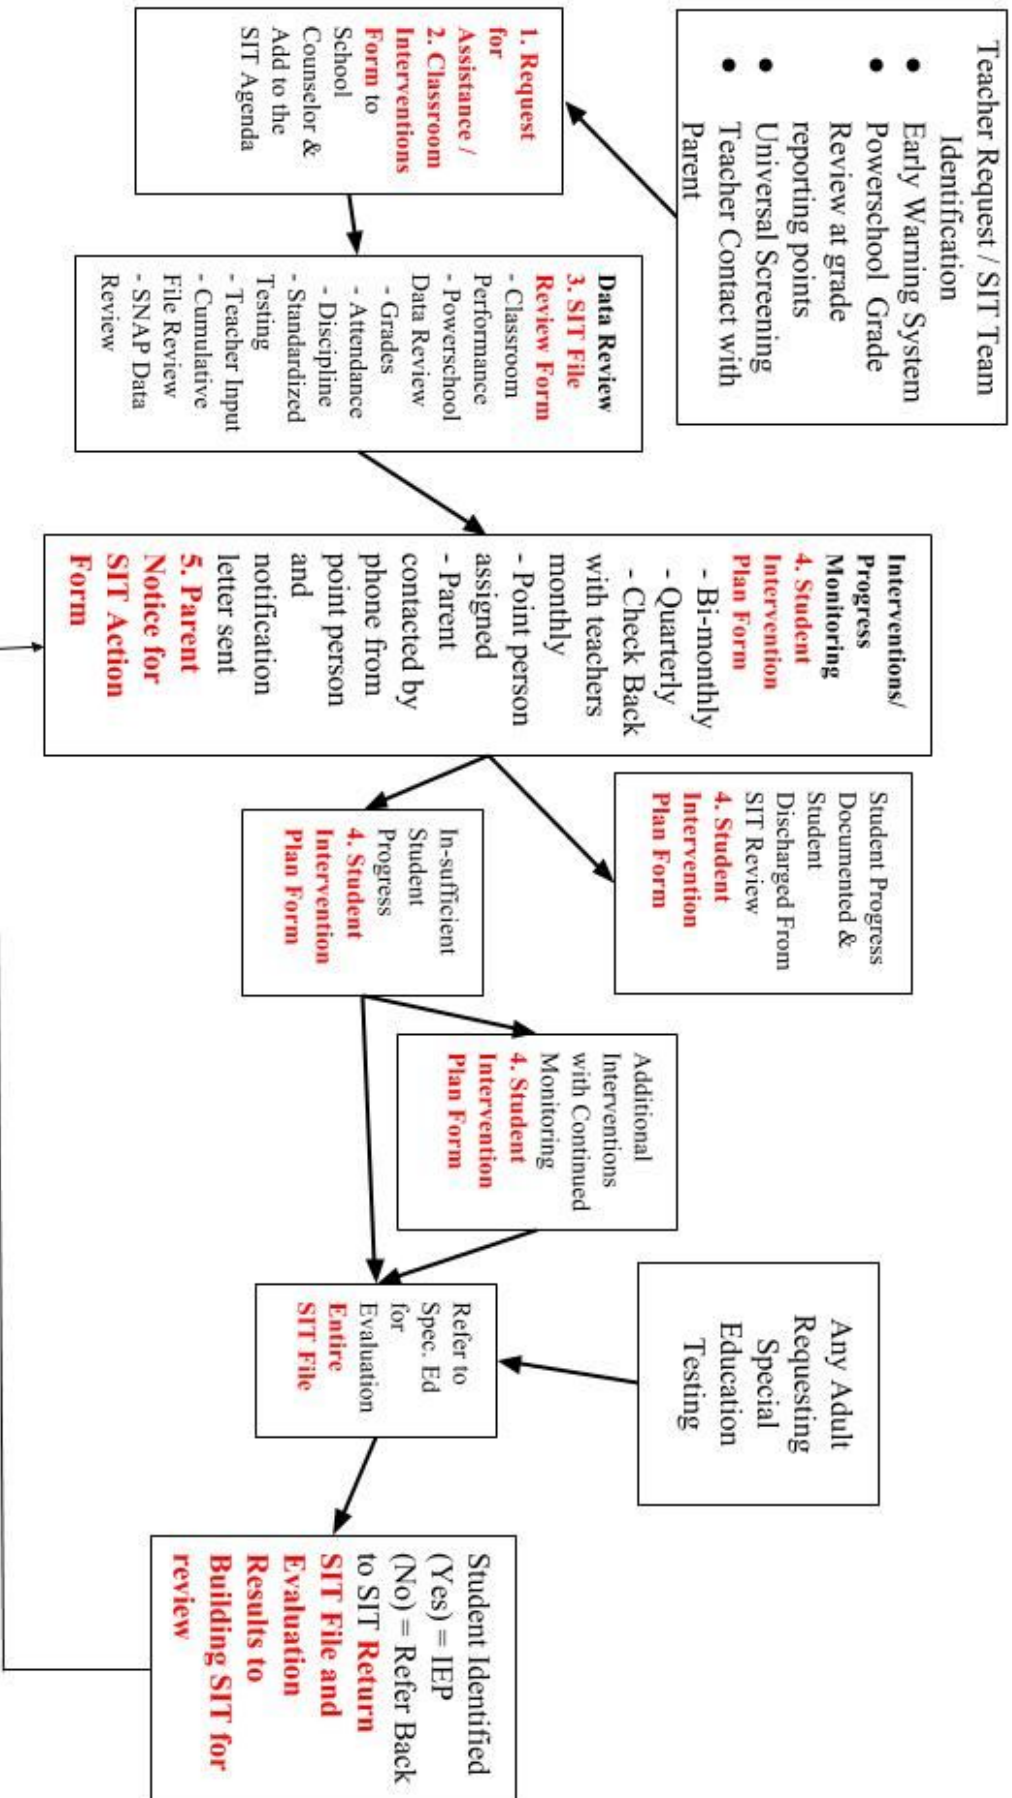 Teacher Request / SIT Team
Identification
● Early Warning System
● Powerschool Grade
Review at grade
reporting points
● Universal Screening
● Teacher Contact with
Parent
1. Request
for
Assistance /
2. Classroom
Interventions
Form to
School
Counselor &
Add to the
SIT Agenda
Data Review
3. SIT File
Review Form
- Classroom
Performance
- Powerschool
Data Review
- Grades
- Attendance
- Discipline
- Standardized
Testing
- Teacher Input
- Cumulative
File Review
- SNAP Data
Review
Interventions/
Progress
Monitoring
4. Student
Intervention
Plan Form
- Bi-monthly
- Quarterly
- Check Back
with teachers
monthly
- Point person
assigned
- Parent
contacted by
phone from
point person
and
notification
letter sent
5. Parent
Notice for
SIT Action
Form
Student Progress
Documented &
Student
Discharged From
SIT Review
4. Student
Intervention
Plan Form
In-sufficient
Student
Progress
4. Student
Intervention
Plan Form
Additional
Interventions
with Continued
Monitoring
4. Student
Intervention
Plan Form
Any Adult
Requesting
Special
Education
Testing
Refer to
Spec. Ed
for
Evaluation
Entire
SIT File
Student Identified
(Yes) = IEP
(No) = Refer Back
to SIT Return
SIT File and
Evaluation
Results to
Building SIT for
review